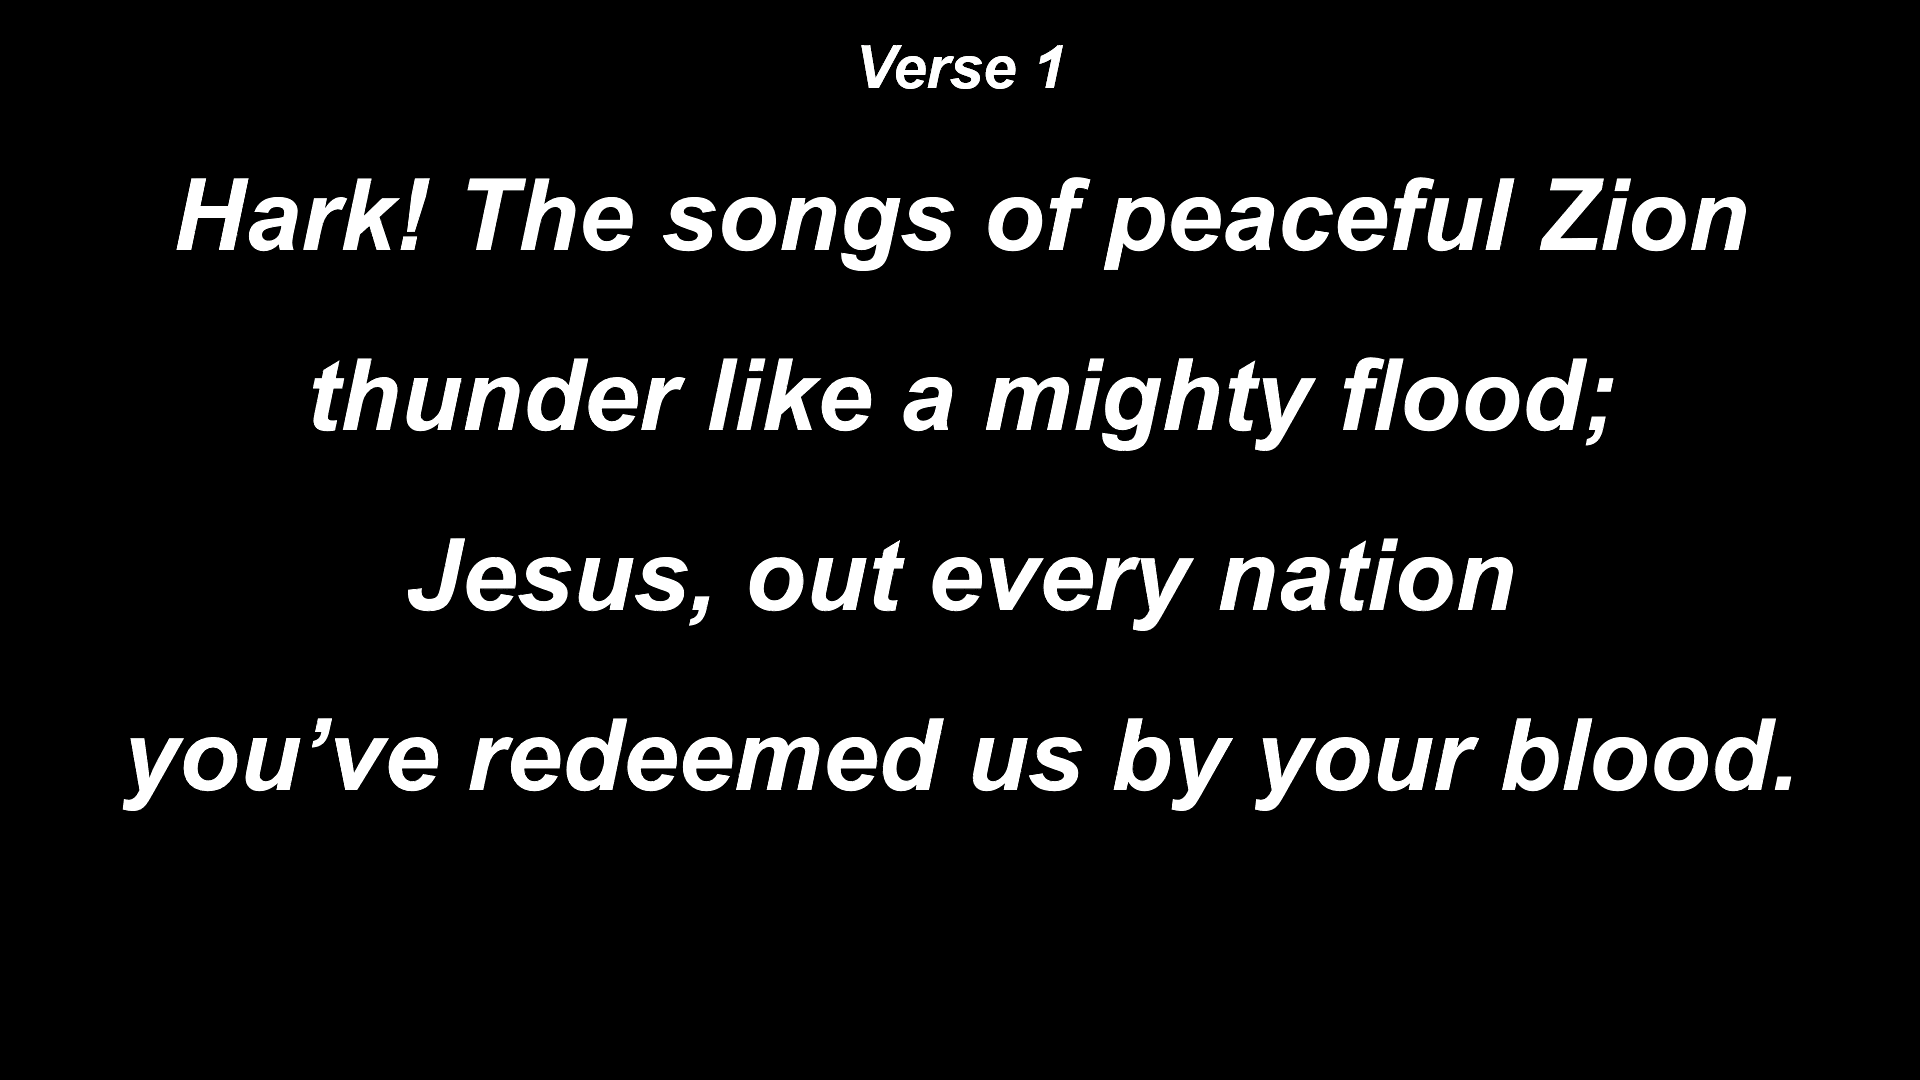 Verse 1
Hark! The songs of peaceful Zion
thunder like a mighty flood;
Jesus, out every nation
you’ve redeemed us by your blood.